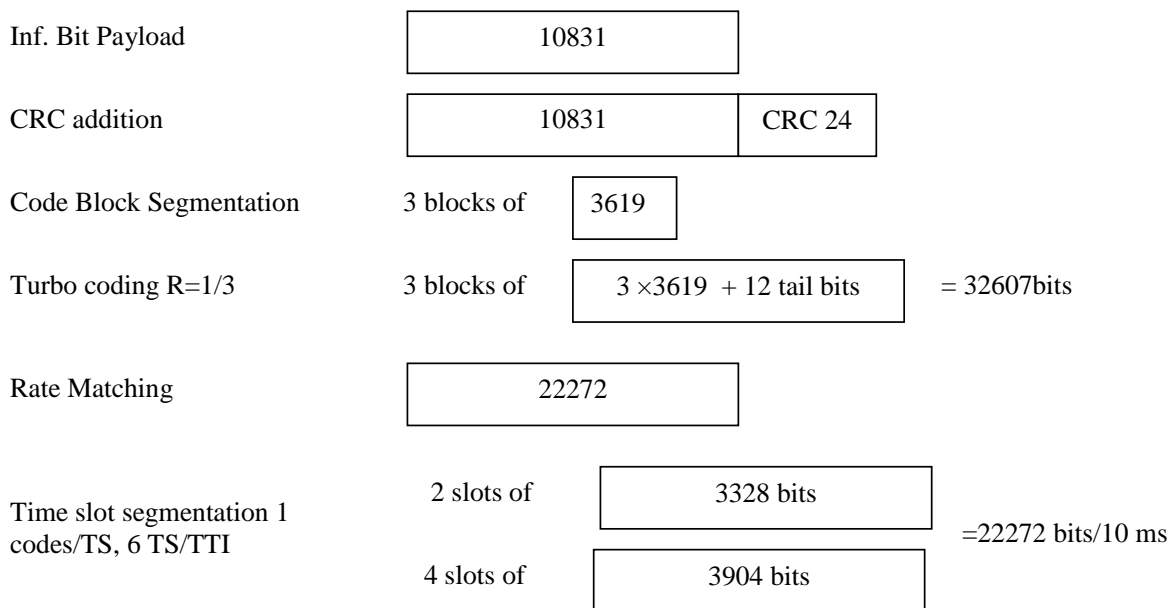 Inf. Bit Payload 10831
CRC addition 10831 CRC 24
Code Block Segmentation 3 blocks of 3619
Turbo coding R=1/3 3 blocks of 3 ×3619 + 12 tail bits = 32607bits
Rate Matching 22272
2 slots of 3328 bits
Time slot segmentation 1
codes/TS, 6 TS/TTI
=22272 bits/10 ms
4 slots of 3904 bits